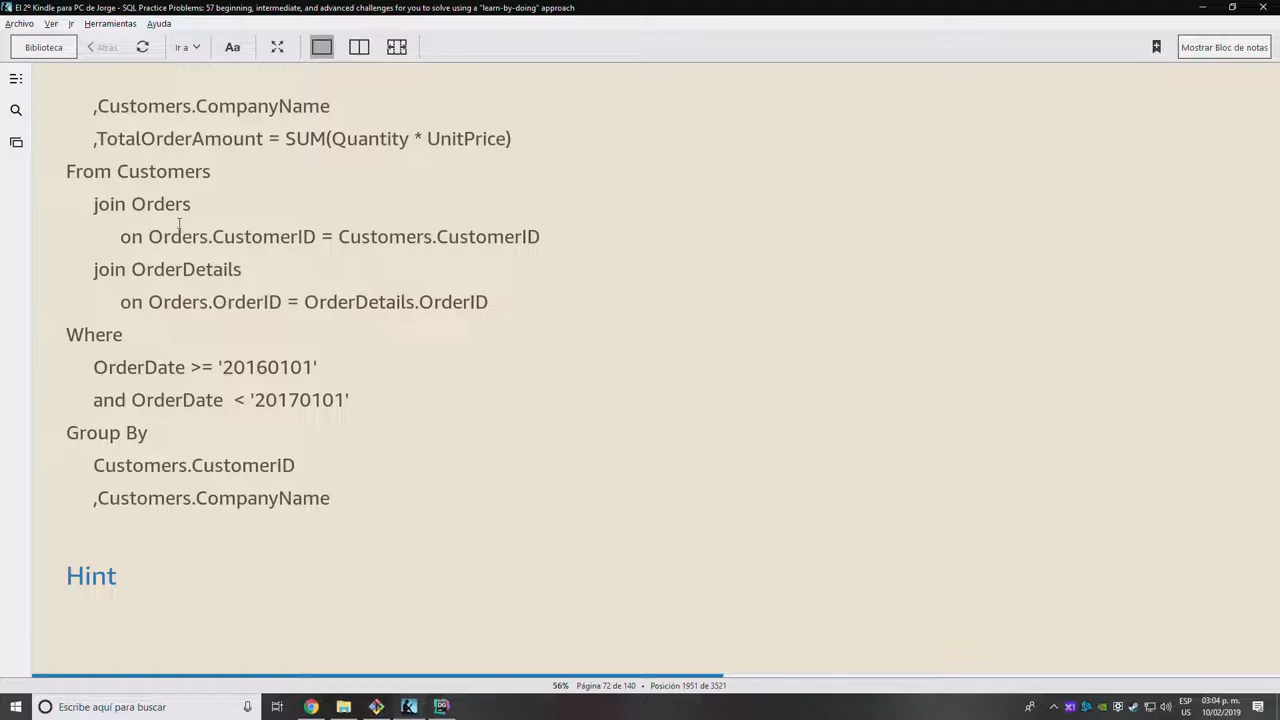 El 2º Kindle para PC de Jorge - SQL Practice Problems: 57 beginning, intermediate, and advanced challenges for you to solve using a “learn-by-doing” approach
Archivo Ver Ir Herramientas Ayuda
Biblioteca Atrás Ir a Aa Mostrar Bloc de notas
,Customers.CompanyName
,TotalOrderAmount = SUM(Quantity * UnitPrice)
From Customers
join Orders
on Orders.CustomerID = Customers.CustomerID
join OrderDetails
on Orders.OrderID = OrderDetails.OrderID
Where
OrderDate >= '20160101'
and OrderDate < '20170101'
Group By
Customers.CustomerID
,Customers.CompanyName
Hint
56% Página 72 de 140 • Posición 1951 de 3521
Escribe aquí para buscar
ESP 03:04 p. m.
US 10/02/2019